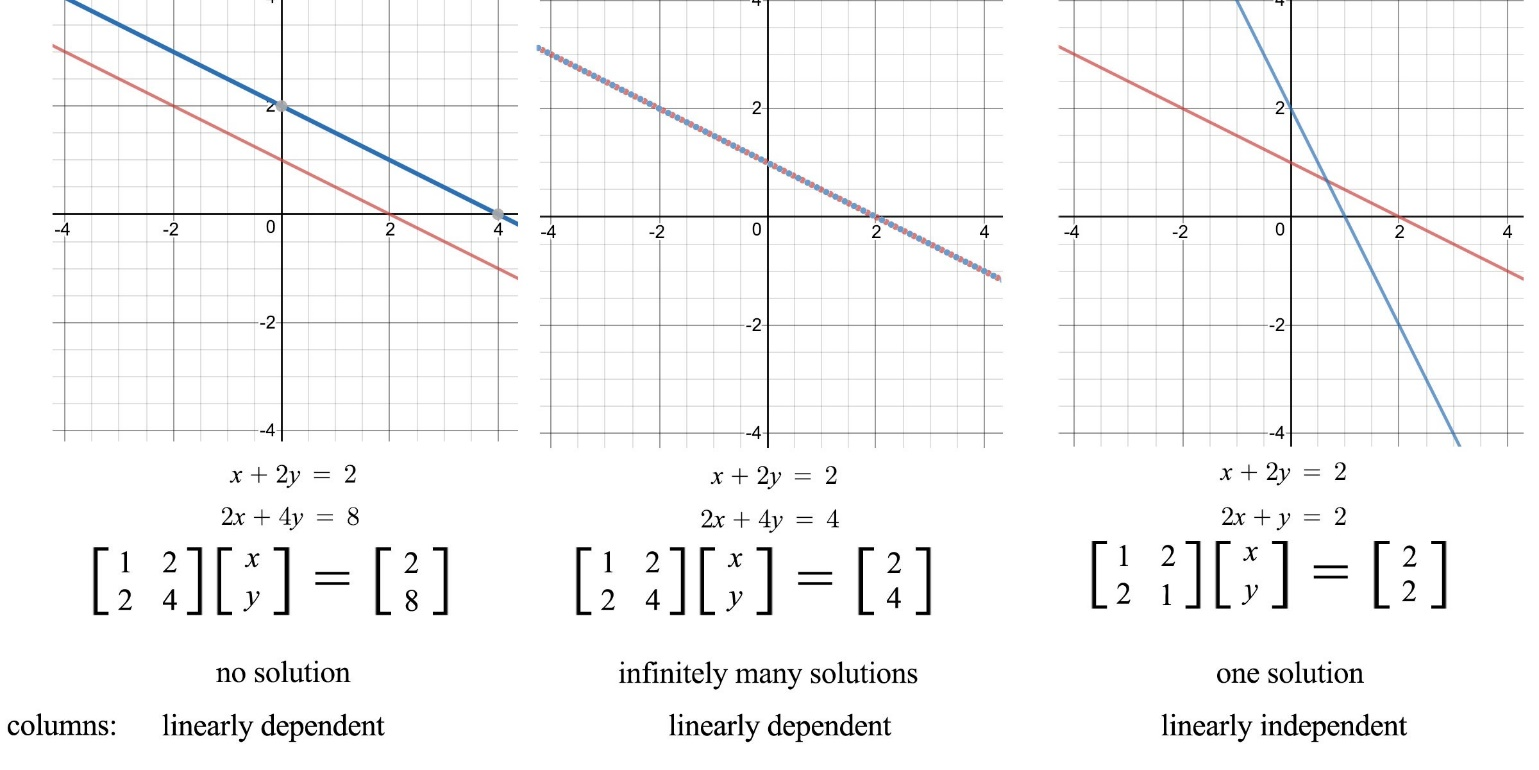 4
2
-4 -2 0 2 4
-2
-4
x + 2y = 2
2x + 4y = 8
[1 2; 2 4] [x; y] = [2; 8]
no solution
columns: linearly dependent
4
2
-4 -2 0 2 4
-2
-4
x + 2y = 2
2x + 4y = 4
[1 2; 2 4] [x; y] = [2; 4]
infinitely many solutions
linearly dependent
4
2
-4 -2 0 2 4
-2
-4
x + 2y = 2
2x + y = 2
[1 2; 2 1] [x; y] = [2; 2]
one solution
linearly independent